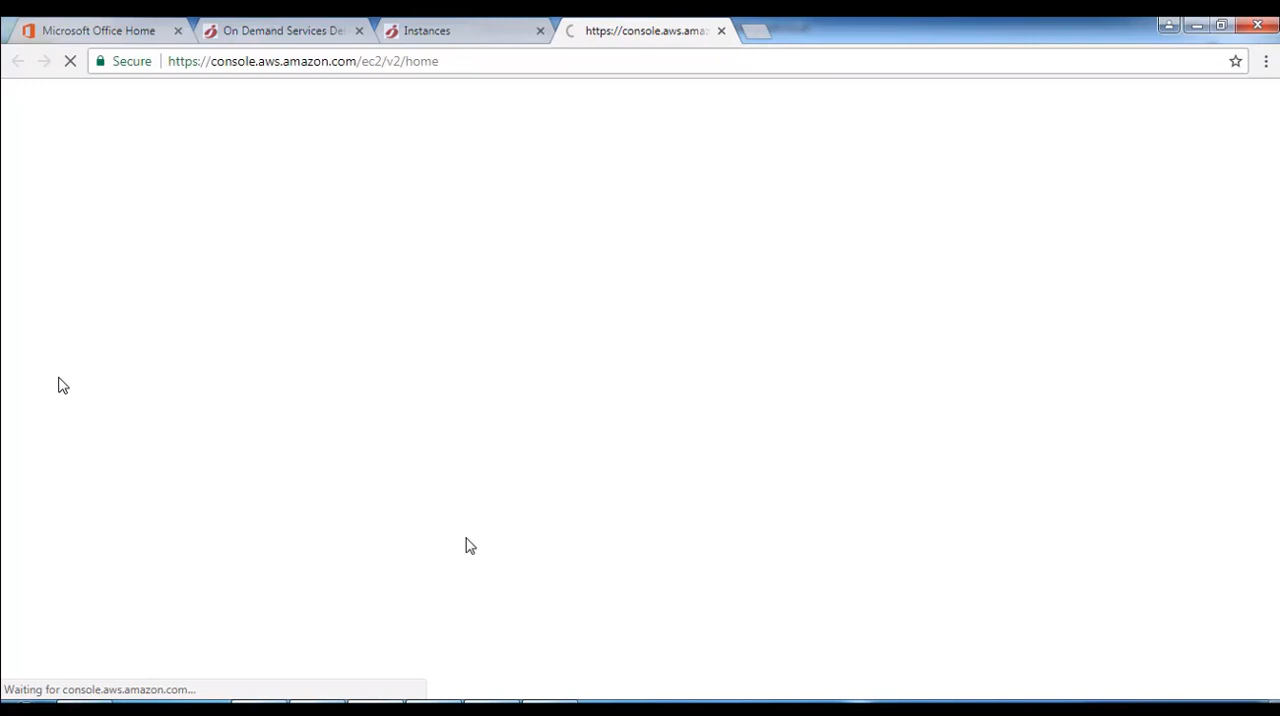 Microsoft Office Home
On Demand Services De
Instances
https://console.aws.ama
Secure
https://console.aws.amazon.com/ec2/v2/home
Waiting for console.aws.amazon.com...